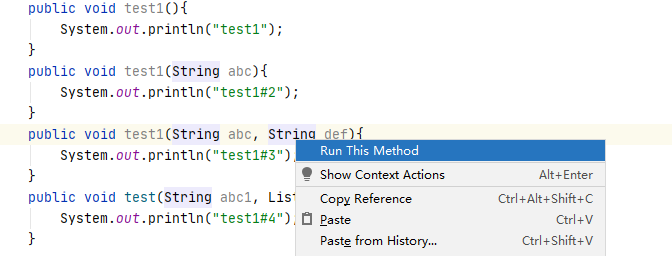 public void test1(){
System.out.println("test1");
}
public void test1(String abc){
System.out.println("test1#2");
}
public void test1(String abc, String def){
System.out.println("test1#3")
}
public void test(String abc1, Lis
System.out.println("test1#4")
}
Run This Method
Show Context Actions Alt+Enter
Copy Reference Ctrl+Alt+Shift+C
Paste Ctrl+V
Paste from History... Ctrl+Shift+V